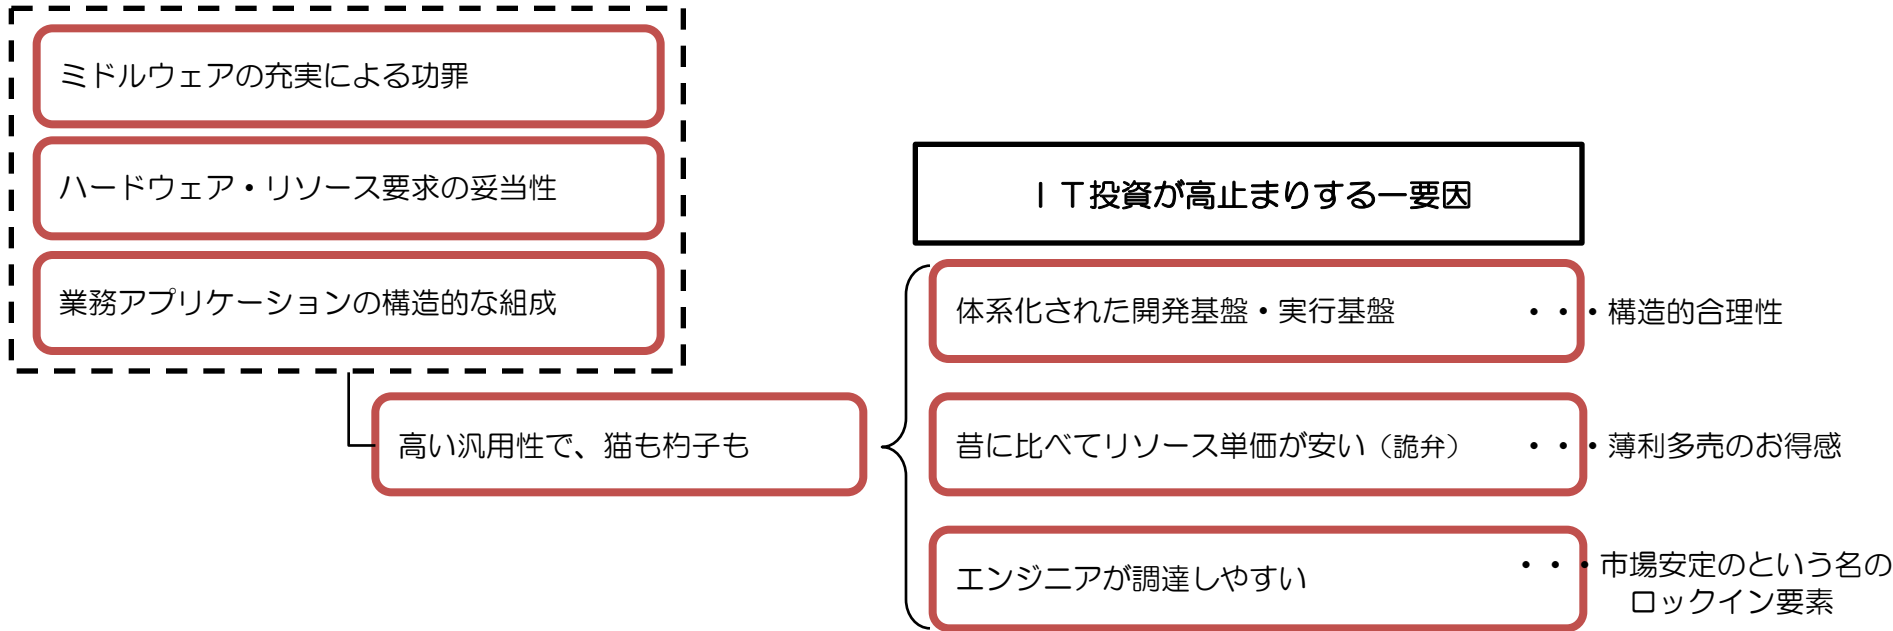 ミドルウェアの充実による功罪
ハードウェア・リソース要求の妥当性
業務アプリケーションの構造的な組成
高い汎用性で、猫も杓子も
ＩＴ投資が高止まりする一要因
体系化された開発基盤・実行基盤 ・・・構造的合理性
昔に比べてリソース単価が安い（詭弁） ・・・薄利多売のお得感
エンジニアが調達しやすい ・・・市場安定のという名の
ロックイン要素